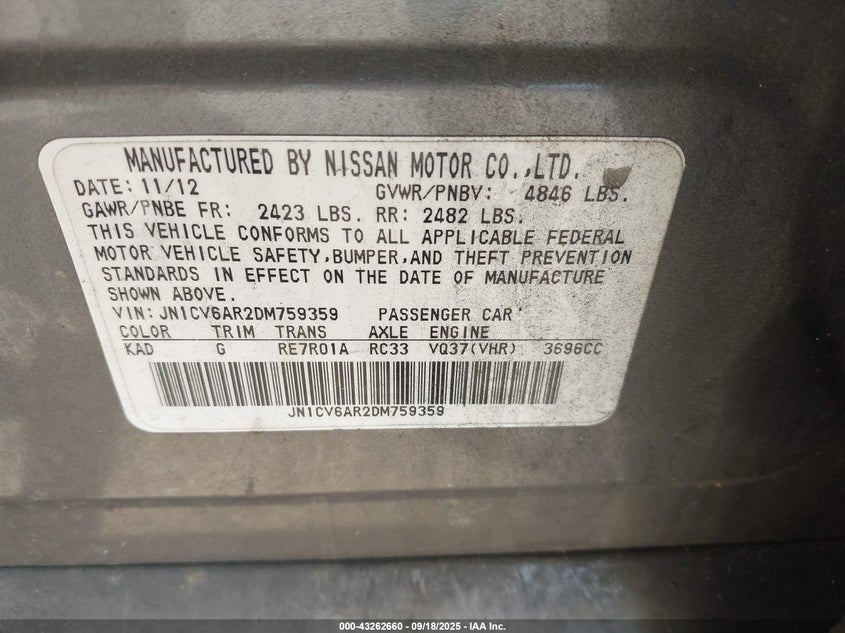 MANUFACTURED BY NISSAN MOTOR CO.,LTD.
DATE: 11/12 GVWR/PNBV: 4846 LBS.
GAWR/PNBE FR: 2423 LBS. RR: 2482 LBS.
THIS VEHICLE CONFORMS TO ALL APPLICABLE FEDERAL
MOTOR VEHICLE SAFETY,BUMPER,AND THEFT PREVENTION
STANDARDS IN EFFECT ON THE DATE OF MANUFACTURE
SHOWN ABOVE.
VIN: JN1CV6AR2DM759359 PASSENGER CAR
COLOR TRIM TRANS AXLE ENGINE
KAD G RE7R01A RC33 VQ37(VHR) 3696CC
JN1CV6AR2DM759359
000-43262660 - 09/18/2025 - IAA Inc.